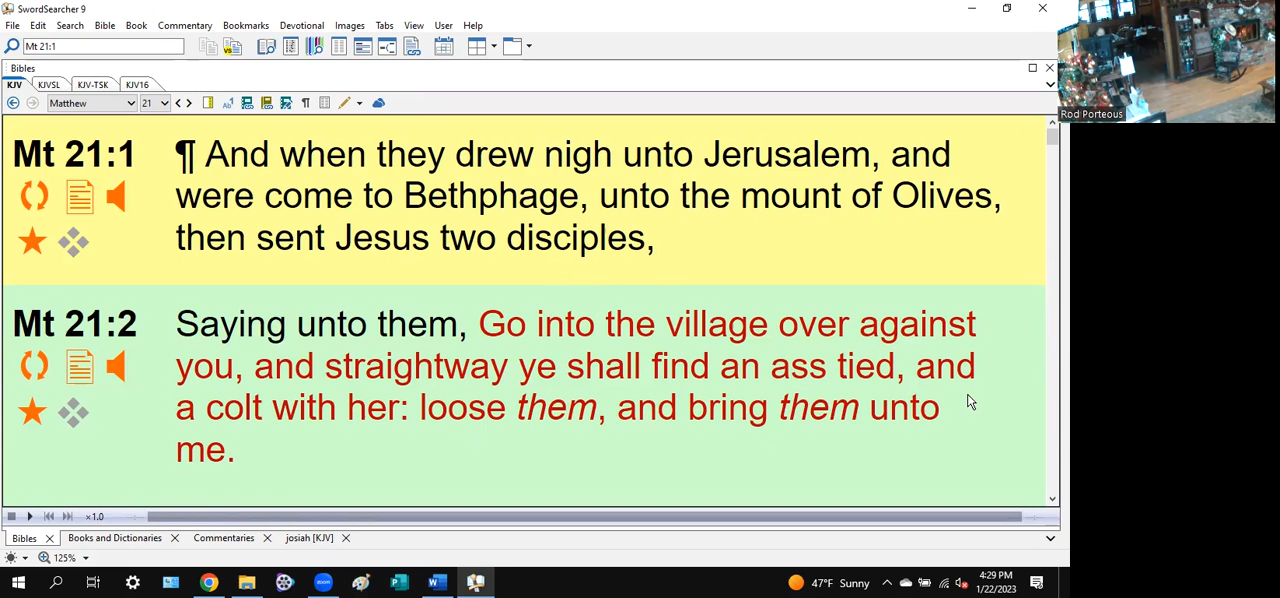 SwordSearcher 9
File Edit Search Bible Book Commentary Bookmarks Devotional Images Tabs View User Help
Mt 21:1
Bibles
KJV KJVSL KJV-TSK KJV16
Matthew 21
Mt 21:1 ¶ And when they drew nigh unto Jerusalem, and
were come to Bethphage, unto the mount of Olives,
then sent Jesus two disciples,
Mt 21:2 Saying unto them, Go into the village over against
you, and straightway ye shall find an ass tied, and
a colt with her: loose them, and bring them unto
me.
×1.0
Bibles Books and Dictionaries Commentaries josiah [KJV]
125%
47°F Sunny
4:29 PM
1/22/2023
Rod Porteous